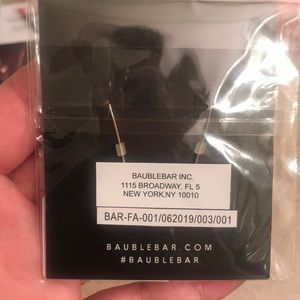 BAUBLEBAR INC.
1115 BROADWAY, FL 5
NEW YORK,NY 10010
BAR-FA-001/062019/003/001
BAUBLEBAR.COM
#BAUBLEBAR